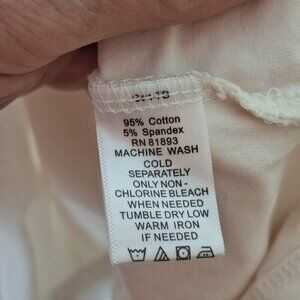 95% Cotton
5% Spandex
RN 81893
MACHINE WASH
COLD
SEPARATELY
ONLY NON-
CHLORINE BLEACH
WHEN NEEDED
TUMBLE DRY LOW
WARM IRON
IF NEEDED